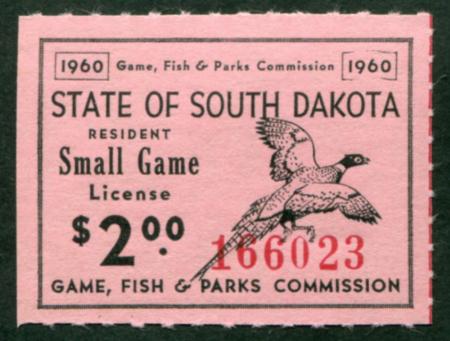 1960 Game, Fish & Parks Commission 1960
STATE OF SOUTH DAKOTA
RESIDENT
Small Game
License
$2.00
166023
GAME, FISH & PARKS COMMISSION